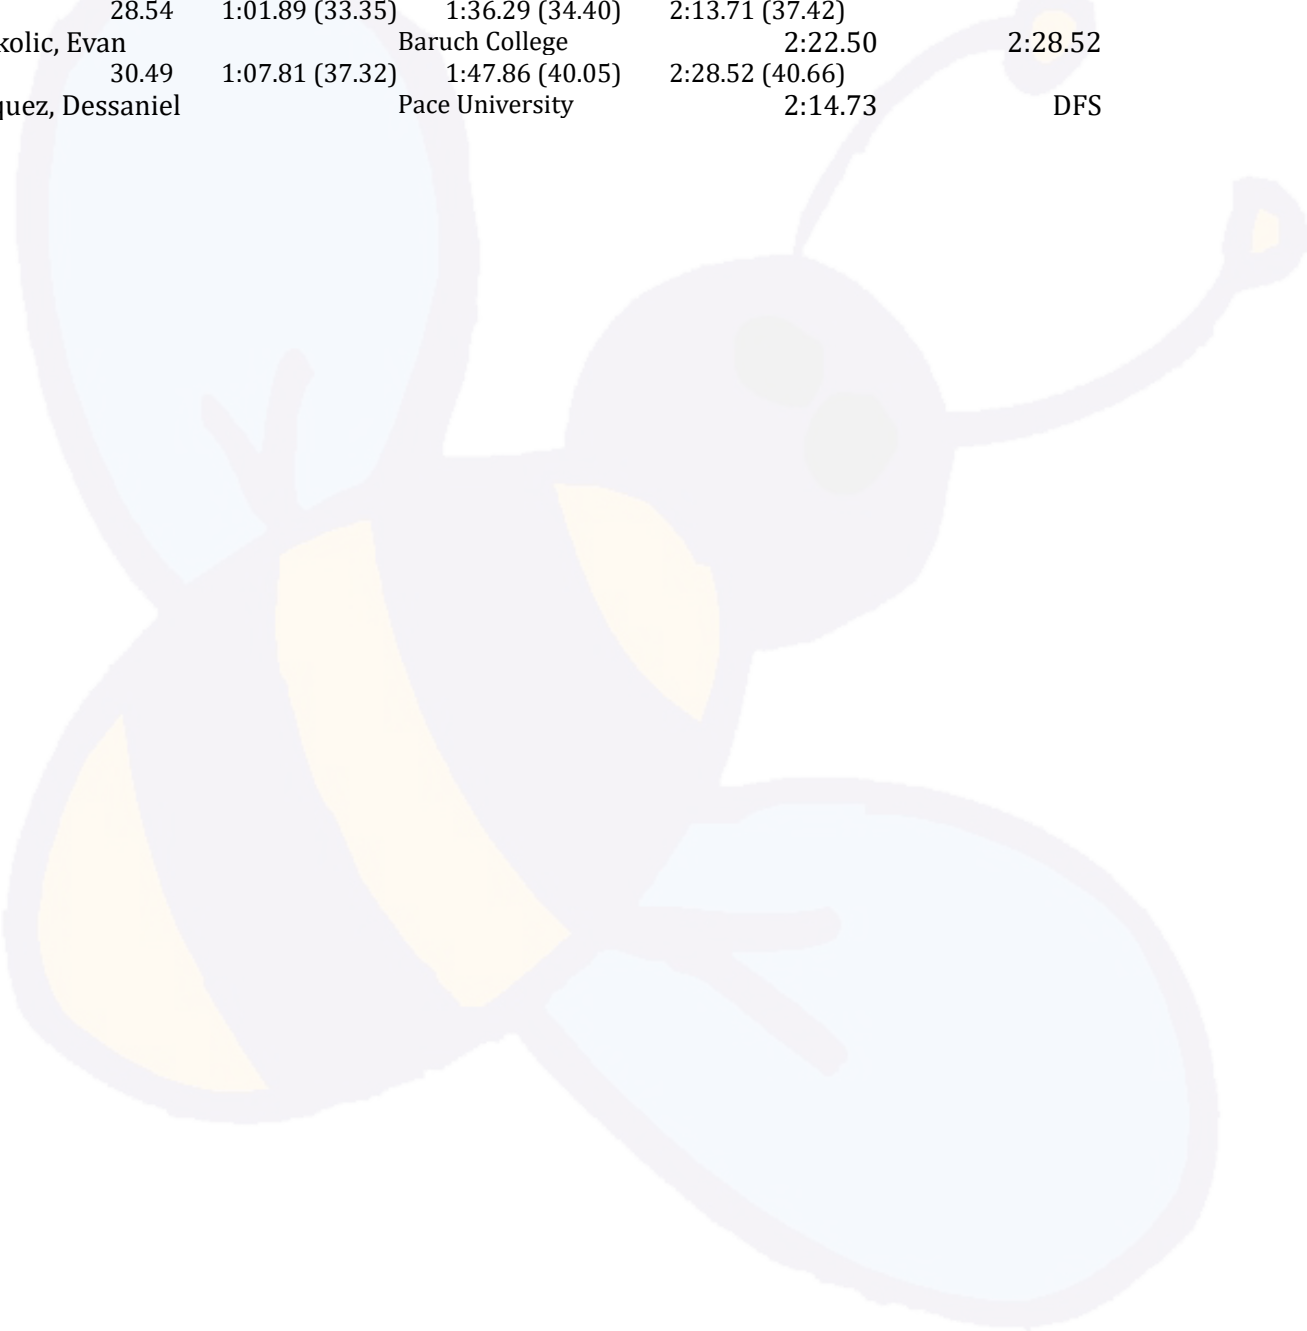 28.54 1:01.89 (33.35) 1:36.29 (34.40) 2:13.71 (37.42)
kolic, Evan Baruch College 2:22.50 2:28.52
30.49 1:07.81 (37.32) 1:47.86 (40.05) 2:28.52 (40.66)
quez, Dessaniel Pace University 2:14.73 DFS